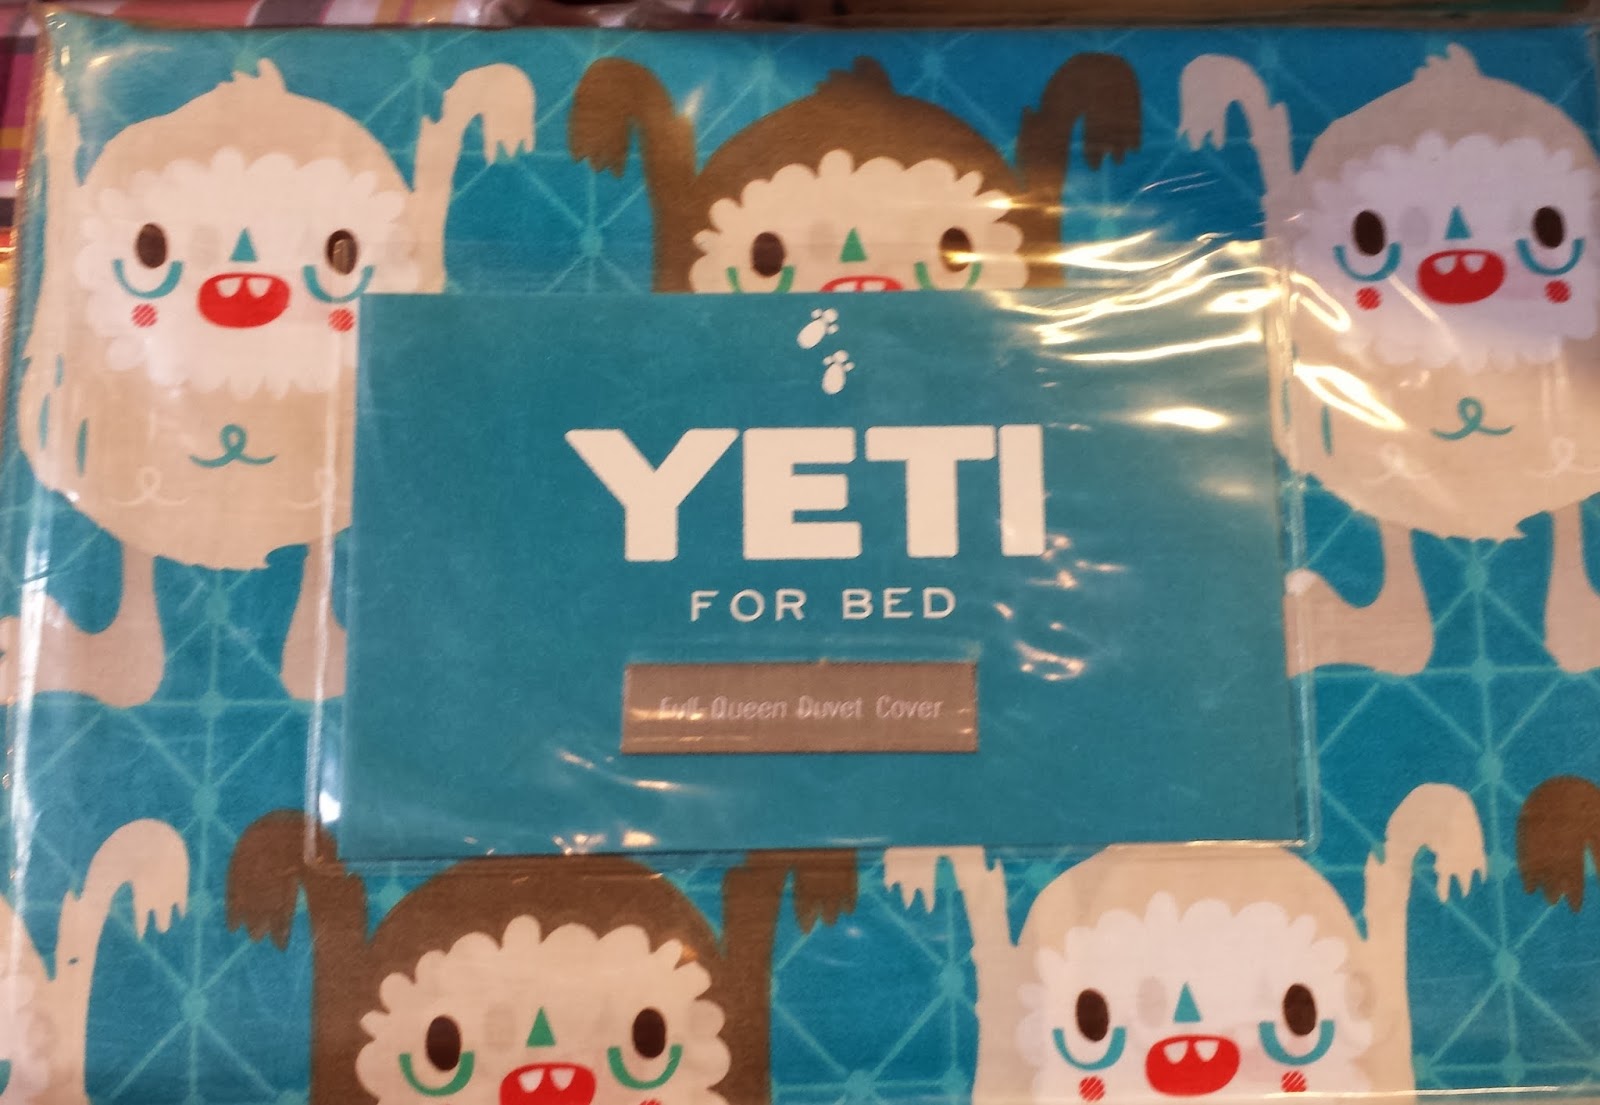 YETI
FOR BED
Full-Queen Duvet Cover